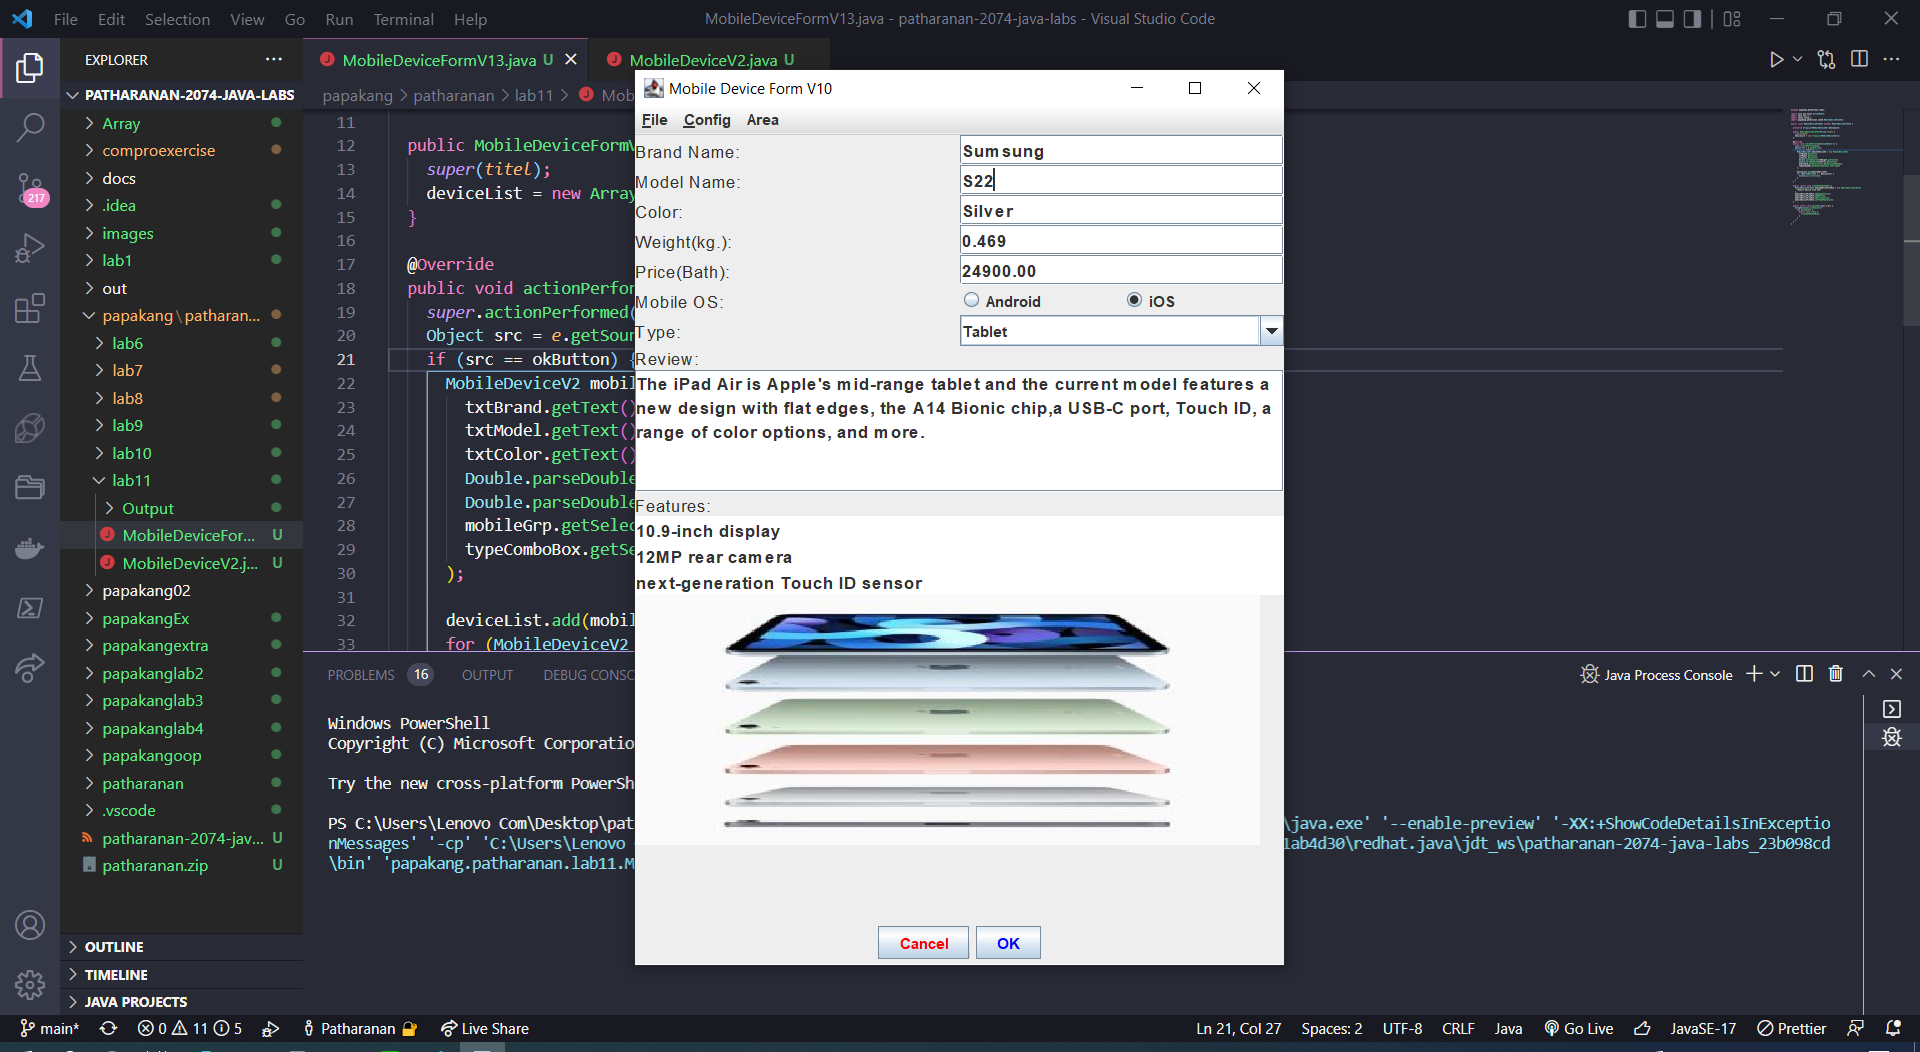 File Edit Selection View Go Run Terminal Help
MobileDeviceFormV13.java - patharanan-2074-java-labs - Visual Studio Code
EXPLORER
PATHARANAN-2074-JAVA-LABS
Array
comproexercise
docs
.idea
images
lab1
out
papakang\patharan...
lab6
lab7
lab8
lab9
lab10
lab11
Output
MobileDeviceFor... U
MobileDeviceV2.j... U
papakang02
papakangEx
papakangextra
papakanglab2
papakanglab3
papakanglab4
papakangoop
patharanan
.vscode
patharanan-2074-jav... U
patharanan.zip U
OUTLINE
TIMELINE
JAVA PROJECTS
217
MobileDeviceFormV13.java U
MobileDeviceV2.java U
papakang > patharanan > lab11 > Mob
11
12 public MobileDeviceFormV
13 super(titel);
14 deviceList = new Array
15 }
16
17 @Override
18 public void actionPerfor
19 super.actionPerformed(
20 Object src = e.getSour
21 if (src == okButton) {
22 MobileDeviceV2 mobil
23 txtBrand.getText()
24 txtModel.getText()
25 txtColor.getText()
26 Double.parseDouble
27 Double.parseDouble
28 mobileGrp.getSelec
29 typeComboBox.getSe
30 );
31
32 deviceList.add(mobil
33 for (MobileDeviceV2
Mobile Device Form V10
File Config Area
Brand Name: Sumsung
Model Name: S22
Color: Silver
Weight(kg.): 0.469
Price(Bath): 24900.00
Mobile OS: Android iOS
Type: Tablet
Review:
The iPad Air is Apple's mid-range tablet and the current model features a
new design with flat edges, the A14 Bionic chip,a USB-C port, Touch ID, a
range of color options, and more.
Features:
10.9-inch display
12MP rear camera
next-generation Touch ID sensor
Cancel OK
PROBLEMS 16 OUTPUT DEBUG CONSC
Java Process Console
Windows PowerShell
Copyright (C) Microsoft Corporatio
Try the new cross-platform PowerSh
PS C:\Users\Lenovo Com\Desktop\pat \java.exe' '--enable-preview' '-XX:+ShowCodeDetailsInExceptio
nMessages' '-cp' 'C:\Users\Lenovo lab4d30\redhat.java\jdt_ws\patharanan-2074-java-labs_23b098cd
\bin' 'papakang.patharanan.lab11.M
main* 0 11 5 Patharanan Live Share
Ln 21, Col 27 Spaces: 2 UTF-8 CRLF Java Go Live JavaSE-17 Prettier